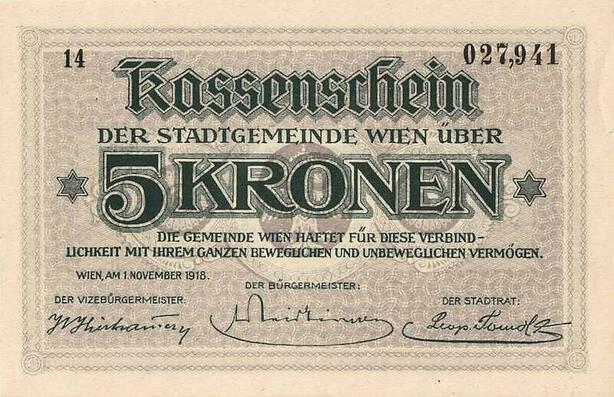 14
027,941
Kassenschein
DER STADTGEMEINDE WIEN ÜBER
5 KRONEN
DIE GEMEINDE WIEN HAFTET FÜR DIESE VERBIND-
LICHKEIT MIT IHREM GANZEN BEWEGLICHEN UND UNBEWEGLICHEN VERMÖGEN.
WIEN, AM 1. NOVEMBER 1918.
DER VIZEBÜRGERMEISTER:
DER BÜRGERMEISTER:
DER STADTRAT: